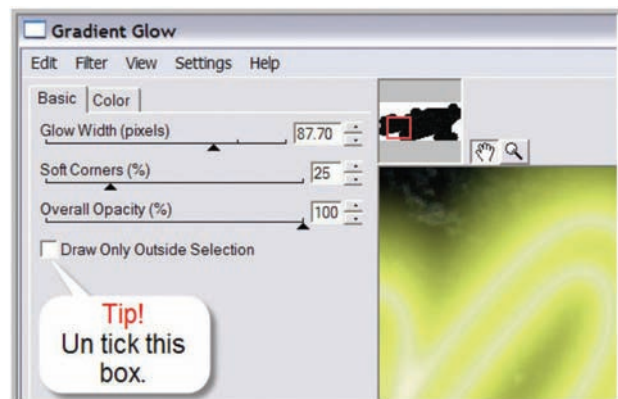 Gradient Glow
Edit Filter View Settings Help
Basic Color
Glow Width (pixels) 87.70
Soft Corners (%) 25
Overall Opacity (%) 100
Draw Only Outside Selection
Tip!
Un tick this
box.